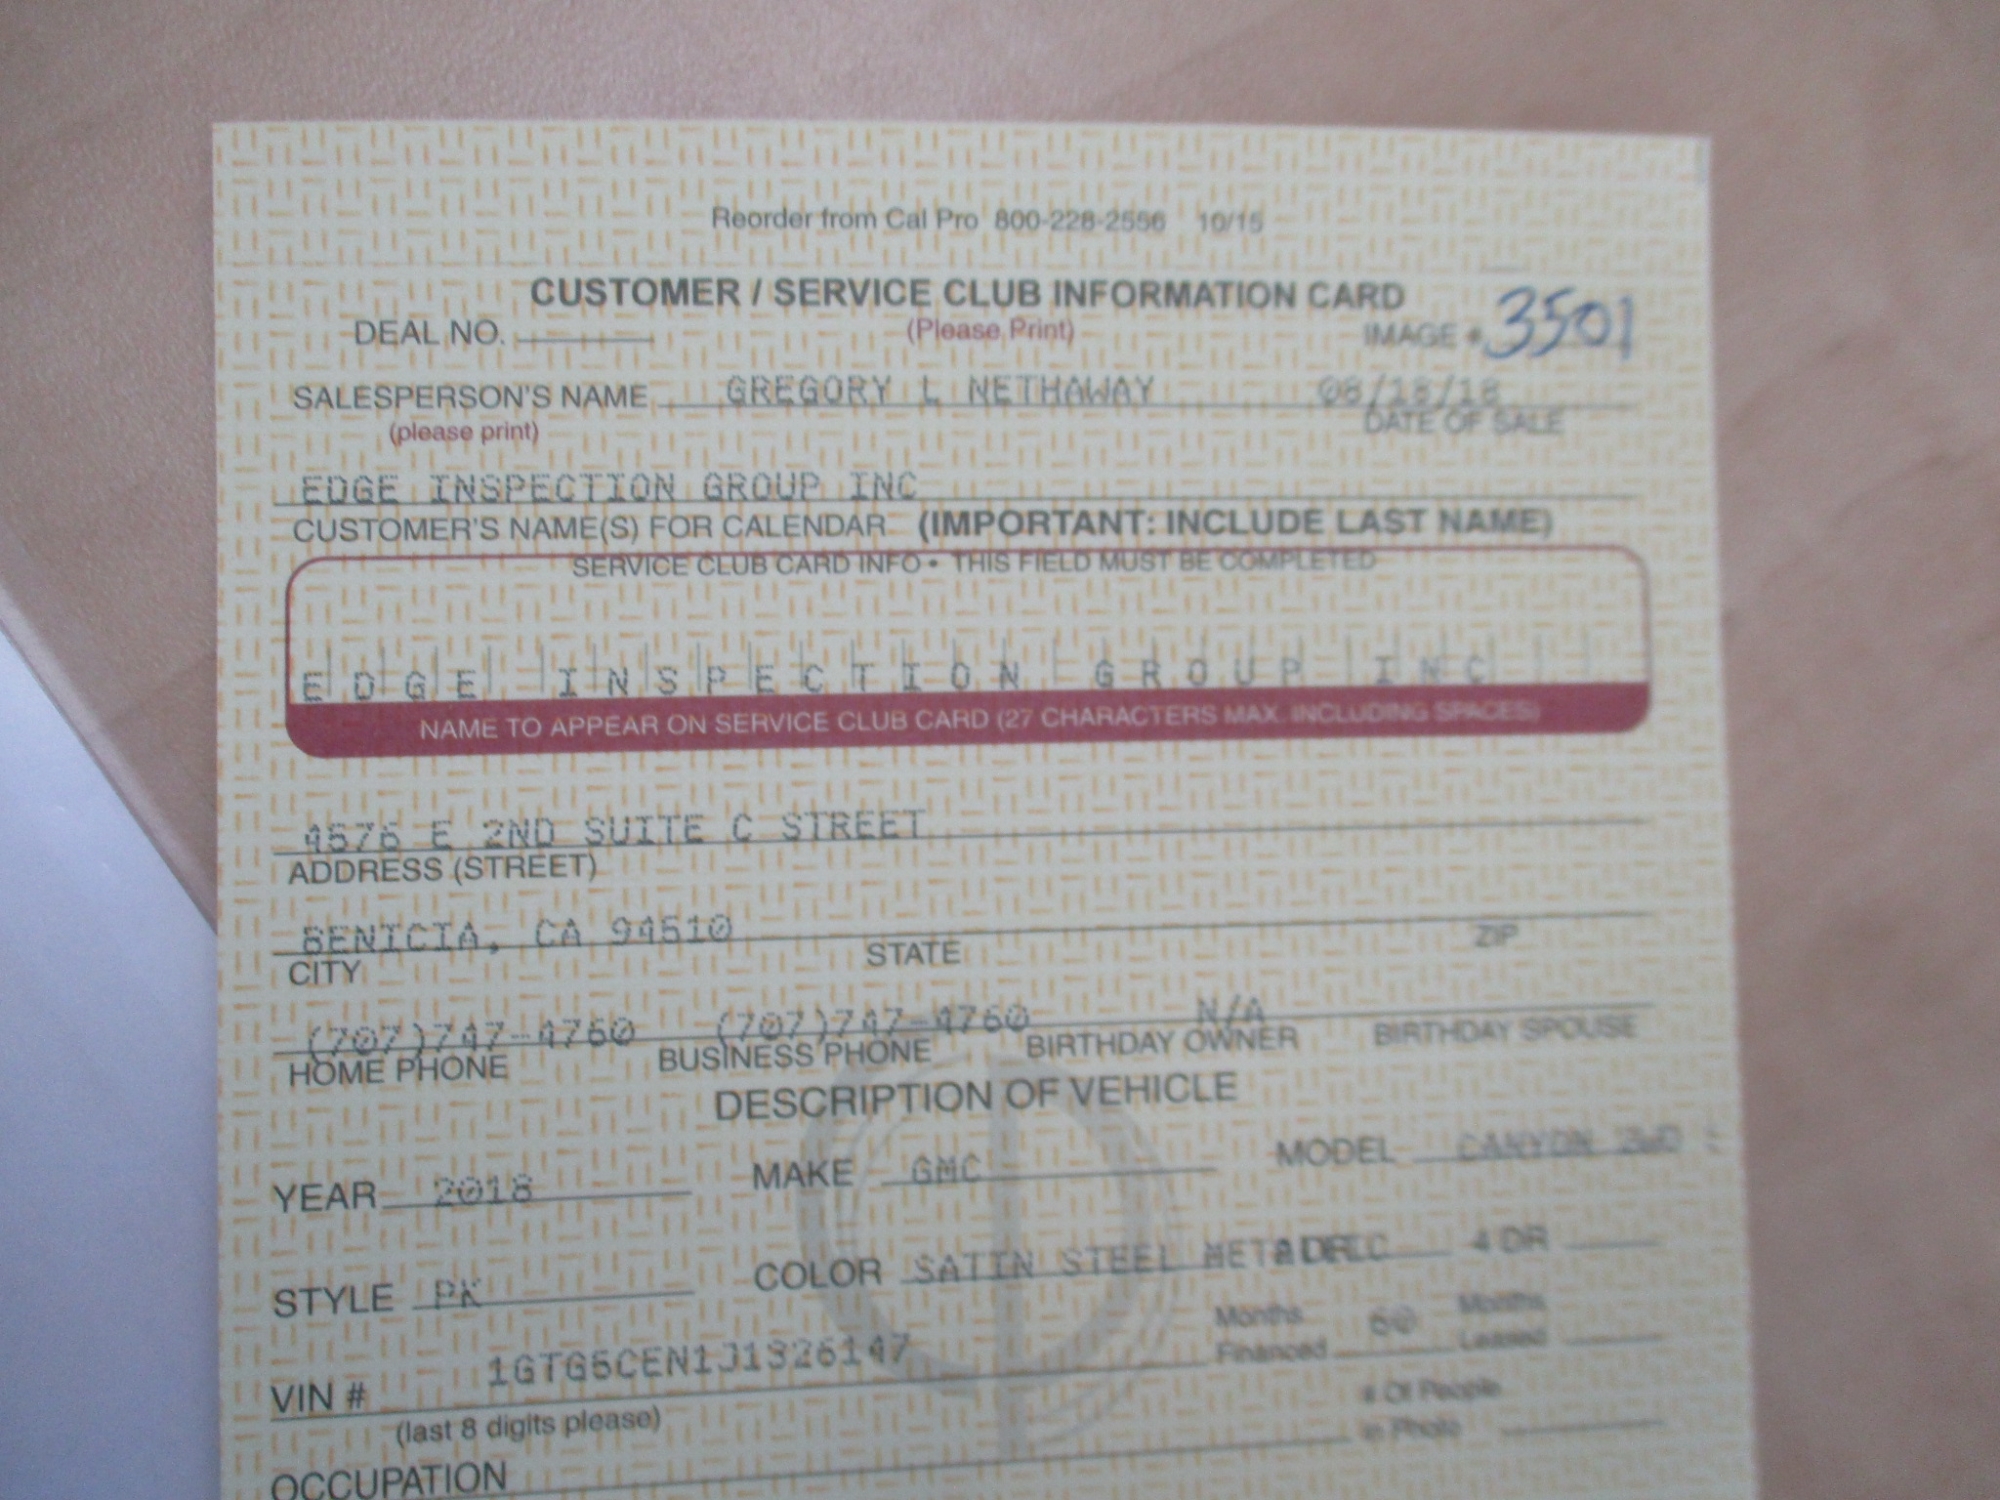 Reorder from Cal Pro 800-228-2556 10/15
CUSTOMER / SERVICE CLUB INFORMATION CARD
DEAL NO. (Please Print) IMAGE # 3501
SALESPERSON'S NAME GREGORY L NETHAWAY 08/18/18
(please print) DATE OF SALE
EDGE INSPECTION GROUP INC
CUSTOMER'S NAME(S) FOR CALENDAR (IMPORTANT: INCLUDE LAST NAME)
SERVICE CLUB CARD INFO • THIS FIELD MUST BE COMPLETED
EDGE INSPECTION GROUP INC
NAME TO APPEAR ON SERVICE CLUB CARD (27 CHARACTERS MAX. INCLUDING SPACES)
4576 E 2ND SUITE C STREET
ADDRESS (STREET)
BENICIA, CA 94510
CITY STATE ZIP
(707)747-4760 (707)747-4760 N/A
HOME PHONE BUSINESS PHONE BIRTHDAY OWNER BIRTHDAY SPOUSE
DESCRIPTION OF VEHICLE
YEAR 2018 MAKE GMC MODEL CANYON 2WD
STYLE PK COLOR SATIN STEEL 4 DR
VIN # 1GTG5CEN1J1326147 Months Financed 60 Months Leased
(last 8 digits please) # Of People in Photo
OCCUPATION